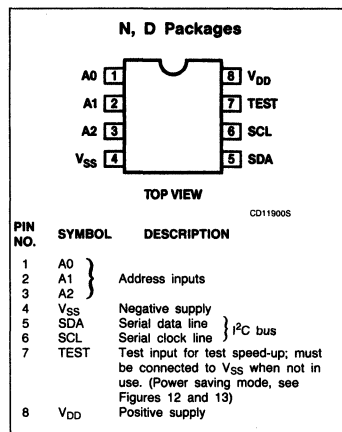 N, D Packages
A0 1
8 VDD
A1 2
7 TEST
A2 3
6 SCL
VSS 4
5 SDA
TOP VIEW
CD11900S
PIN NO. SYMBOL DESCRIPTION
1 A0
2 A1 Address inputs
3 A2
4 VSS Negative supply
5 SDA Serial data line
6 SCL Serial clock line
I²C bus
7 TEST Test input for test speed-up; must
be connected to VSS when not in
use. (Power saving mode, see
Figures 12 and 13)
8 VDD Positive supply